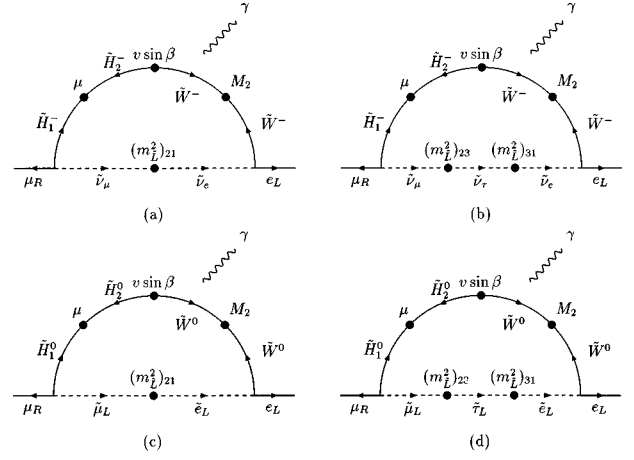 γ
v sin β
H̃₂⁻
μ
M₂
W̃⁻
H̃₁⁻
W̃⁻
(m²_L̃)₂₁
μ_R
ν̃_μ
ν̃_e
e_L
(a)
γ
v sin β
H̃₂⁻
μ
M₂
W̃⁻
H̃₁⁻
W̃⁻
(m²_L̃)₂₃
(m²_L̃)₃₁
μ_R
ν̃_μ
ν̃_τ
ν̃_e
e_L
(b)
γ
v sin β
H̃₂⁰
μ
M₂
W̃⁰
H̃₁⁰
W̃⁰
(m²_L̃)₂₁
μ_R
μ̃_L
ẽ_L
e_L
(c)
γ
v sin β
H̃₂⁰
μ
M₂
W̃⁰
H̃₁⁰
W̃⁰
(m²_L̃)₂₃
(m²_L̃)₃₁
μ_R
μ̃_L
τ̃_L
ẽ_L
e_L
(d)